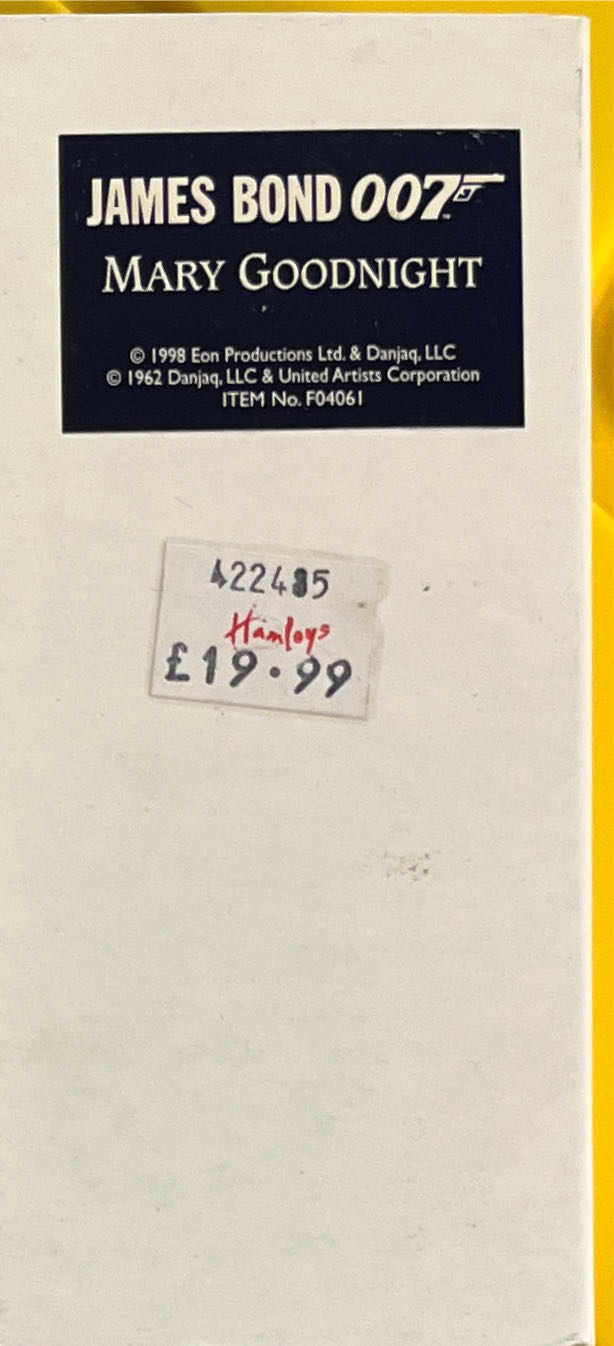 JAMES BOND 007
MARY GOODNIGHT
© 1998 Eon Productions Ltd. & Danjaq, LLC
© 1962 Danjaq, LLC & United Artists Corporation
ITEM No. F04061
Hamleys
£19.99